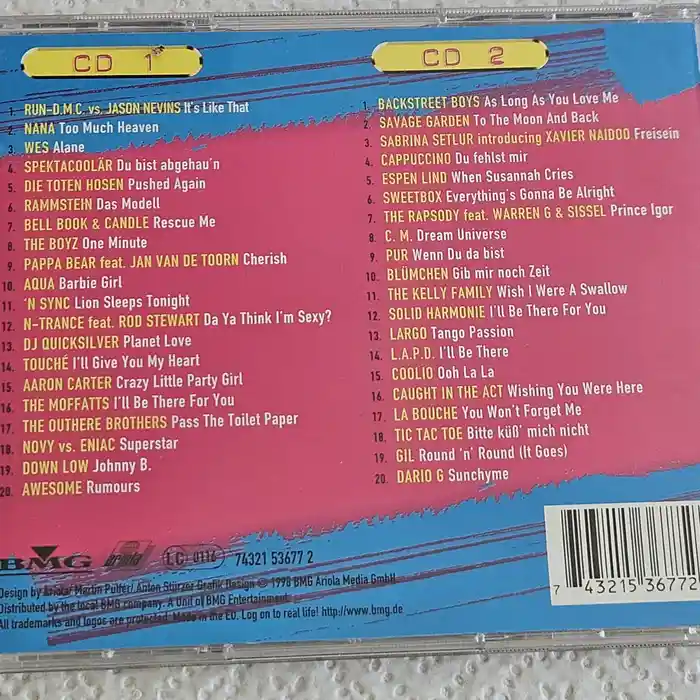 CD 1
1. RUN-D.M.C. vs. JASON NEVINS It's Like That
2. NANA Too Much Heaven
3. WES Alane
4. SPEKTACOOLÄR Du bist abgehau'n
5. DIE TOTEN HOSEN Pushed Again
6. RAMMSTEIN Das Modell
7. BELL BOOK & CANDLE Rescue Me
8. THE BOYZ One Minute
9. PAPPA BEAR feat. JAN VAN DE TOORN Cherish
10. AQUA Barbie Girl
11. 'N SYNC Lion Sleeps Tonight
12. N-TRANCE feat. ROD STEWART Da Ya Think I'm Sexy?
13. DJ QUICKSILVER Planet Love
14. TOUCHÉ I'll Give You My Heart
15. AARON CARTER Crazy Little Party Girl
16. THE MOFFATTS I'll Be There For You
17. THE OUTHERE BROTHERS Pass The Toilet Paper
18. NOVY vs. ENIAC Superstar
19. DOWN LOW Johnny B.
20. AWESOME Rumours
CD 2
1. BACKSTREET BOYS As Long As You Love Me
2. SAVAGE GARDEN To The Moon And Back
3. SABRINA SETLUR introducing XAVIER NAIDOO Freisein
4. CAPPUCCINO Du fehlst mir
5. ESPEN LIND When Susannah Cries
6. SWEETBOX Everything's Gonna Be Alright
7. THE RAPSODY feat. WARREN G & SISSEL Prince Igor
8. C. M. Dream Universe
9. PUR Wenn Du da bist
10. BLÜMCHEN Gib mir noch Zeit
11. THE KELLY FAMILY Wish I Were A Swallow
12. SOLID HARMONIE I'll Be There For You
13. LARGO Tango Passion
14. L.A.P.D. I'll Be There
15. COOLIO Ooh La La
16. CAUGHT IN THE ACT Wishing You Were Here
17. LA BOUCHE You Won't Forget Me
18. TIC TAC TOE Bitte küß' mich nicht
19. GIL Round 'n' Round (It Goes)
20. DARIO G Sunchyme
BMG ariola LC 0116 74321 53677 2
Design by Ariola/ Martin Pülfer/ Anton Stürzer Grafik Design © 1998 BMG Ariola Media GmbH
Distributed by the local BMG company. A Unit of BMG Entertainment.
All trademarks and logos are protected. Made in the EU. Log on to real life! http://www.bmg.de
7 43215 36772